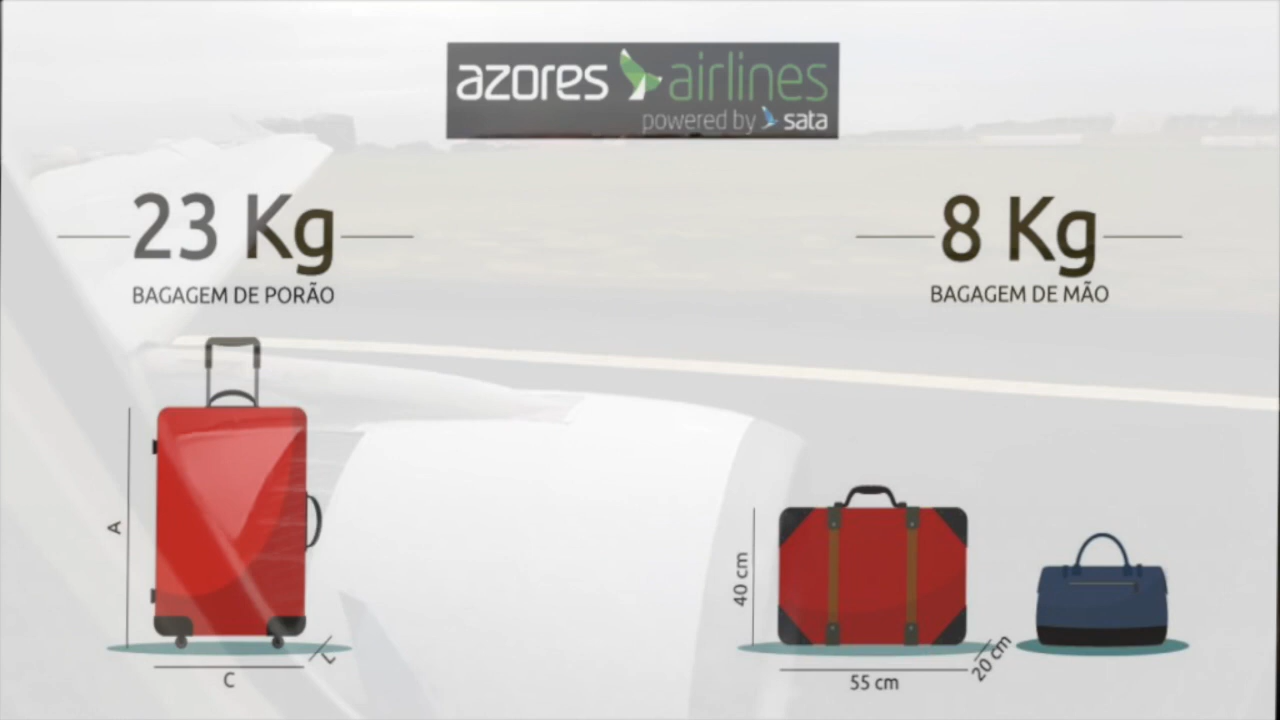 azores airlines
powered by sata
23 Kg
BAGAGEM DE PORÃO
8 Kg
BAGAGEM DE MÃO
A
C
L
40 cm
55 cm
20 cm